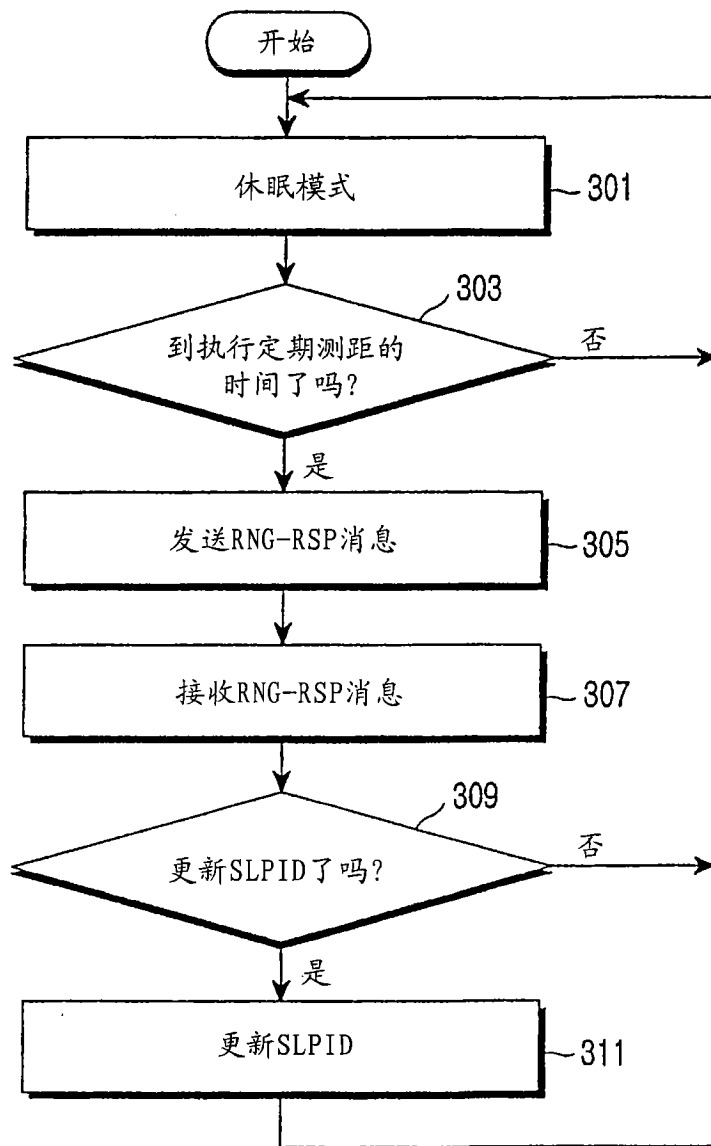 开始
休眠模式
301
303
到执行定期测距的
时间了吗?
否
是
发送RNG-RSP消息
305
接收RNG-RSP消息
307
309
更新SLPID了吗?
否
是
更新SLPID
311